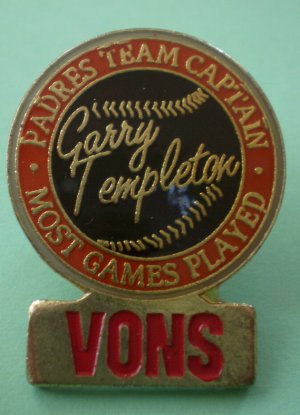 · PADRES TEAM CAPTAIN ·
Garry
Templeton
MOST GAMES PLAYED
VONS